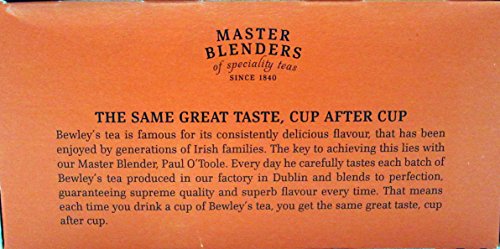 MASTER
BLENDERS
of speciality teas
SINCE 1840
THE SAME GREAT TASTE, CUP AFTER CUP
Bewley's tea is famous for its consistently delicious flavour, that has been
enjoyed by generations of Irish families. The key to achieving this lies with
our Master Blender, Paul O'Toole. Every day he carefully tastes each batch of
Bewley's tea produced in our factory in Dublin and blends to perfection,
guaranteeing supreme quality and superb flavour every time. That means
each time you drink a cup of Bewley's tea, you get the same great taste, cup
after cup.